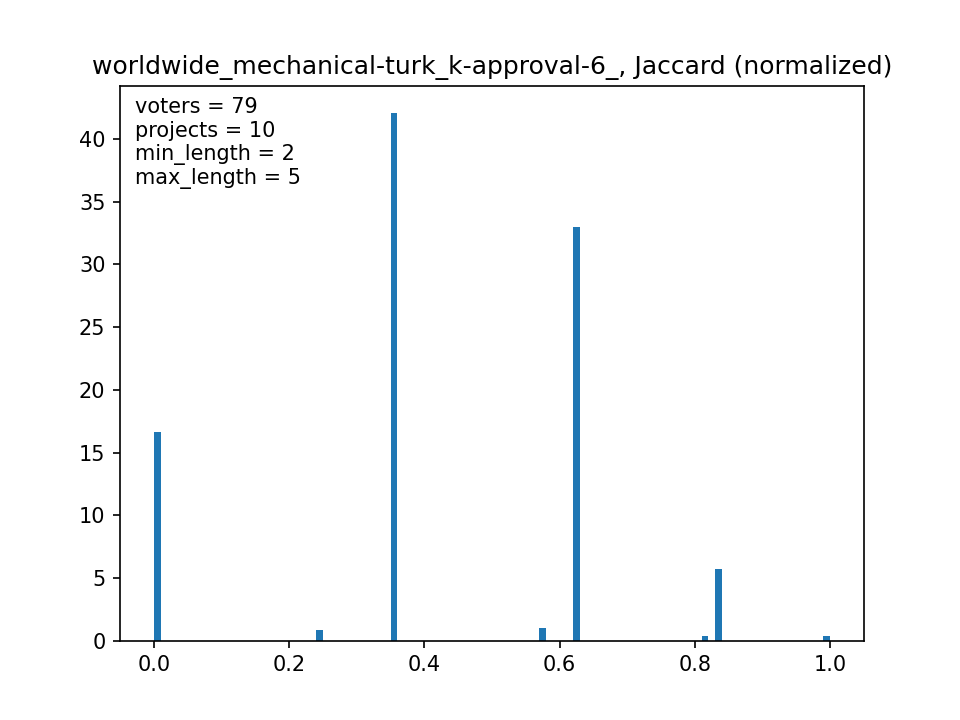 worldwide_mechanical-turk_k-approval-6_, Jaccard (normalized)
voters = 79
projects = 10
min_length = 2
max_length = 5
40
35
30
25
20
15
10
5
0
0.0 0.2 0.4 0.6 0.8 1.0